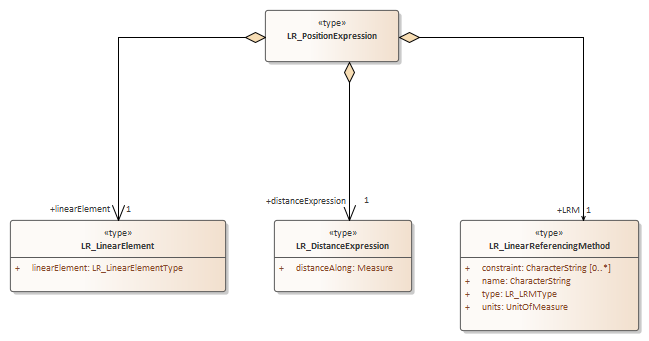 «type»
LR_PositionExpression
+linearElement 1
+distanceExpression 1
+LRM 1
«type»
LR_LinearElement
+ linearElement: LR_LinearElementType
«type»
LR_DistanceExpression
+ distanceAlong: Measure
«type»
LR_LinearReferencingMethod
+ constraint: CharacterString [0..*]
+ name: CharacterString
+ type: LR_LRMType
+ units: UnitOfMeasure